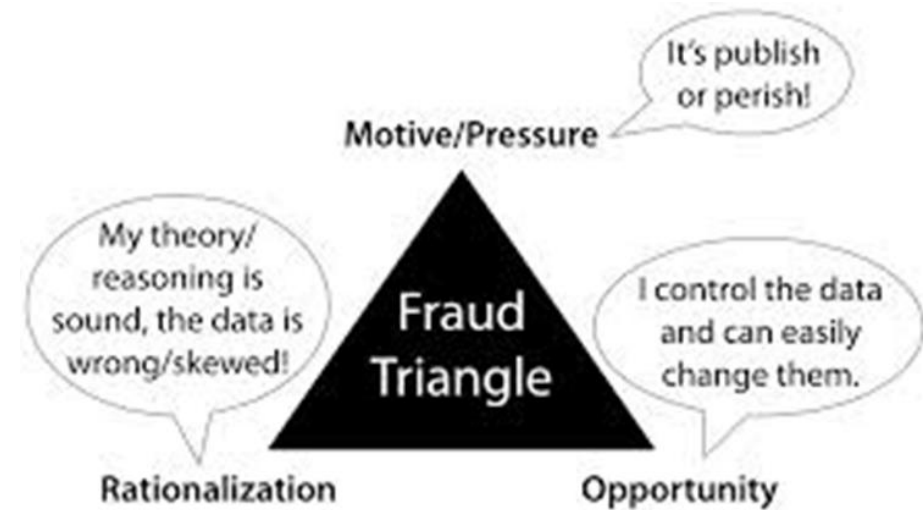 It's publish
or perish!
Motive/Pressure
My theory/
reasoning is
sound, the data is
wrong/skewed!
Fraud
Triangle
I control the data
and can easily
change them.
Rationalization
Opportunity